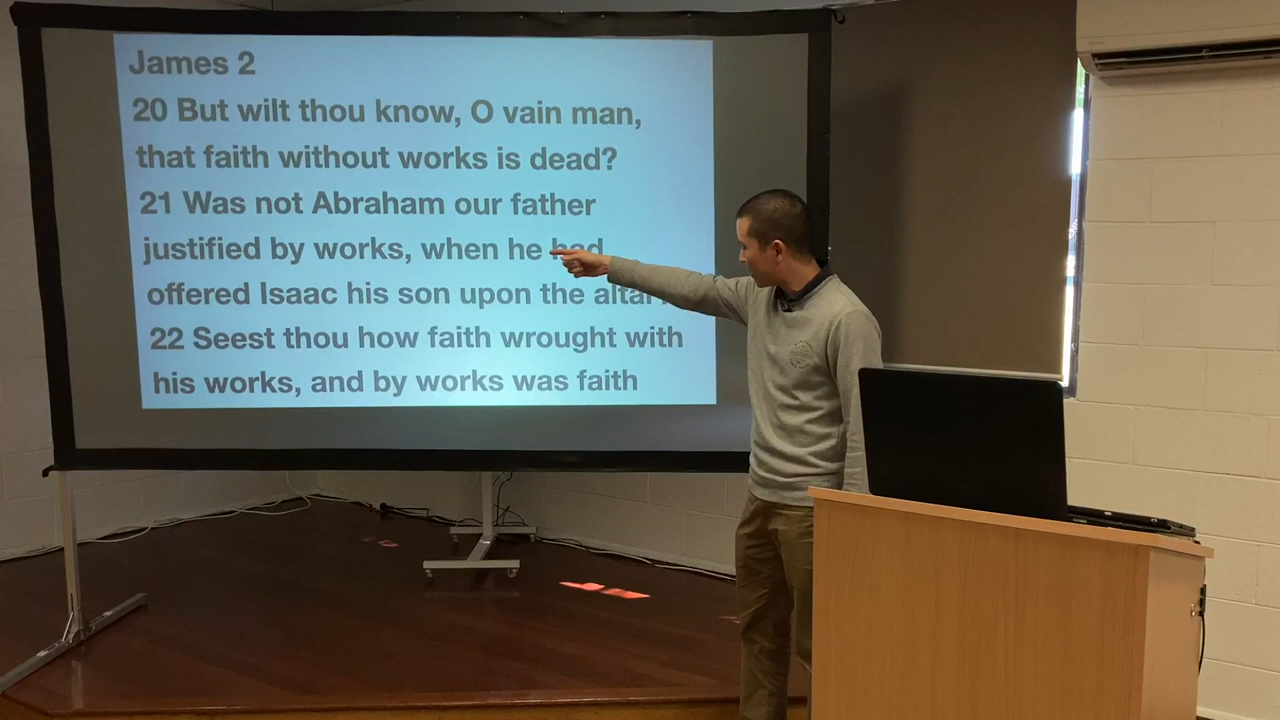 James 2
20 But wilt thou know, O vain man,
that faith without works is dead?
21 Was not Abraham our father
justified by works, when he had
offered Isaac his son upon the altar
22 Seest thou how faith wrought with
his works, and by works was faith